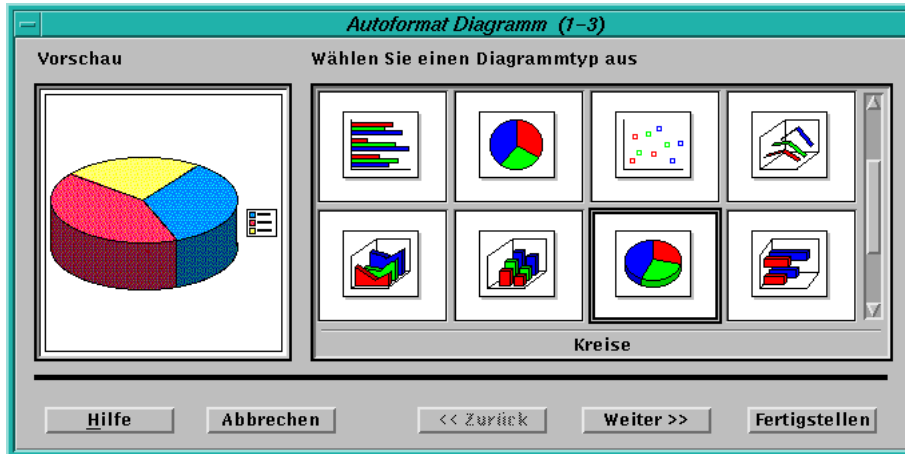 Autoformat Diagramm (1-3)
Vorschau
Wählen Sie einen Diagrammtyp aus
Kreise
Hilfe
Abbrechen
<< Zurück
Weiter >>
Fertigstellen